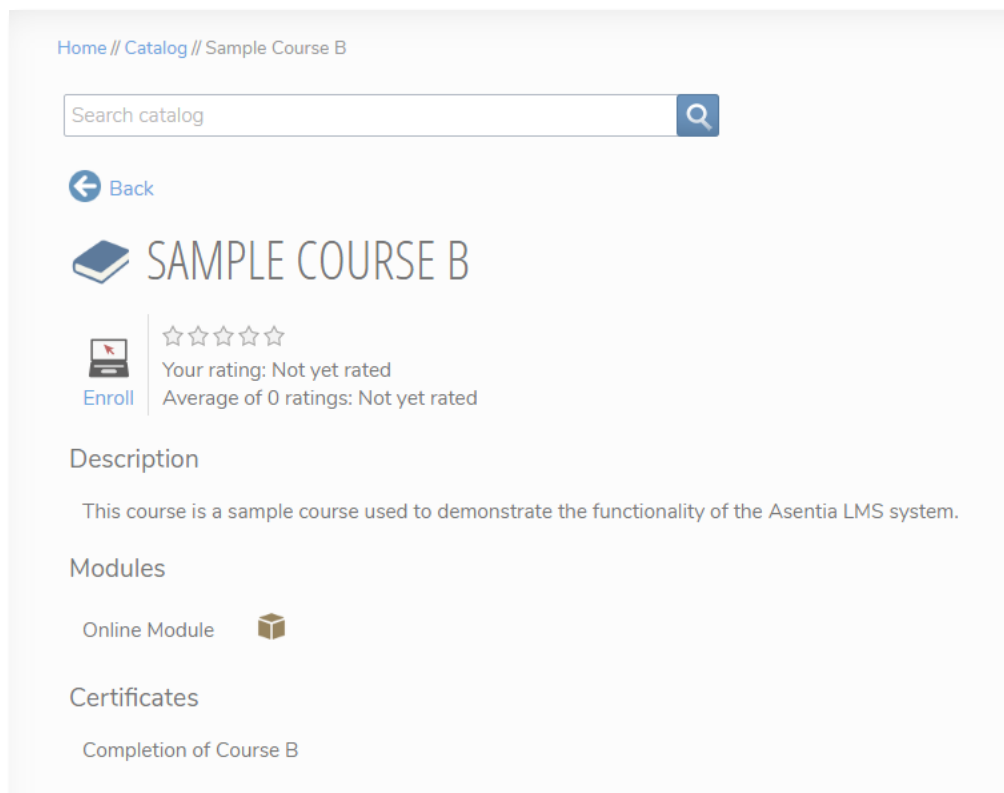 Home // Catalog // Sample Course B
Search catalog
Back
SAMPLE COURSE B
Your rating: Not yet rated
Enroll
Average of 0 ratings: Not yet rated
Description
This course is a sample course used to demonstrate the functionality of the Asentia LMS system.
Modules
Online Module
Certificates
Completion of Course B